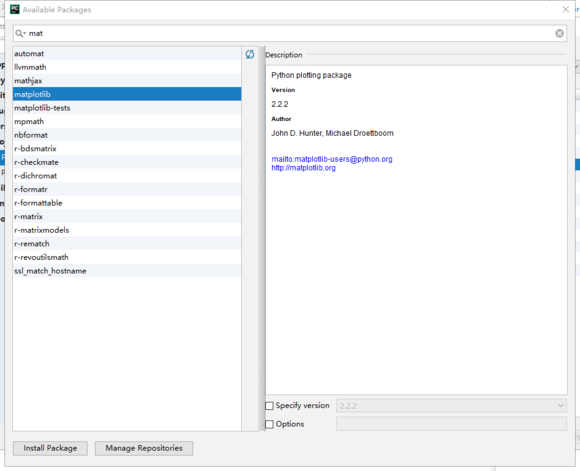 PC
Available Packages
mat
automat
llvmmath
mathjax
matplotlib
matplotlib-tests
mpmath
nbformat
r-bdsmatrix
r-checkmate
r-dichromat
r-formatr
r-formattable
r-matrix
r-matrixmodels
r-rematch
r-revoutilsmath
ssl_match_hostname
Description
Python plotting package
Version
2.2.2
Author
John D. Hunter, Michael Droettboom
mailto:matplotlib-users@python.org
http://matplotlib.org
Specify version
2.2.2
Options
Install Package
Manage Repositories